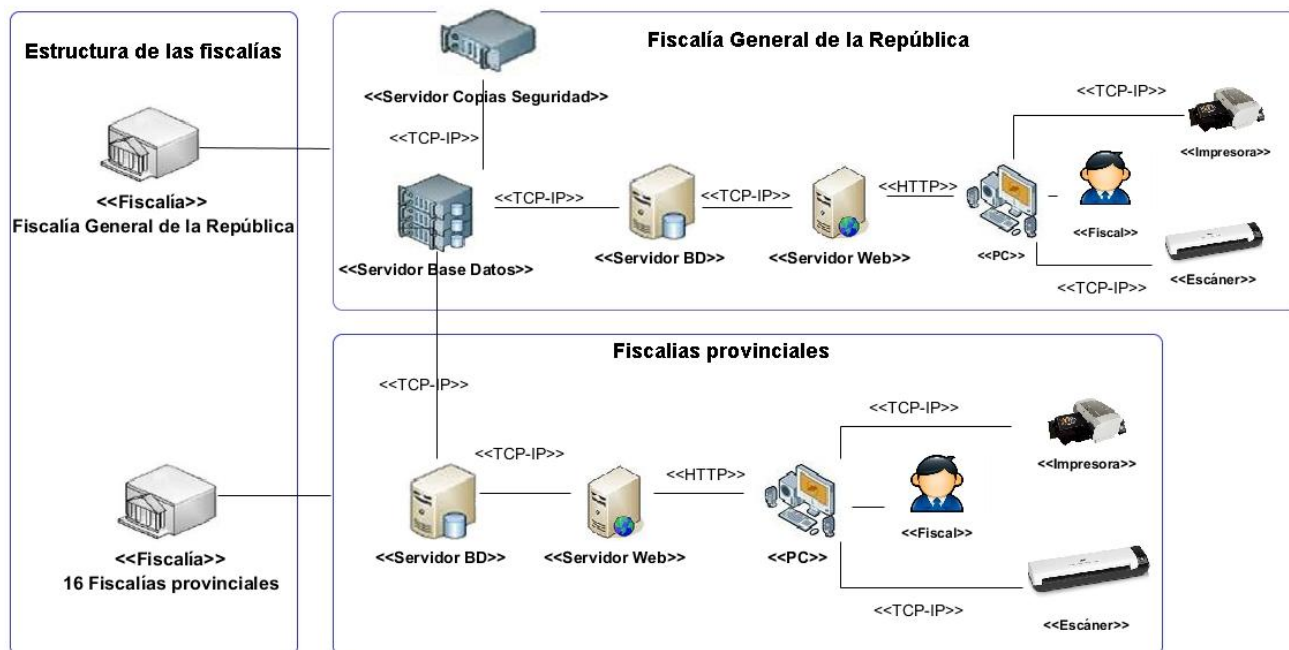 Estructura de las fiscalías
<<Fiscalía>>
Fiscalía General de la República
<<Fiscalía>>
16 Fiscalías provinciales
Fiscalía General de la República
<<Servidor Copias Seguridad>>
<<TCP-IP>>
<<Servidor Base Datos>>
<<TCP-IP>>
<<Servidor BD>>
<<TCP-IP>>
<<Servidor Web>>
<<HTTP>>
<<PC>>
<<TCP-IP>>
<<Impresora>>
<<Fiscal>>
<<TCP-IP>>
<<Escáner>>
Fiscalias provinciales
<<TCP-IP>>
<<Servidor BD>>
<<TCP-IP>>
<<Servidor Web>>
<<HTTP>>
<<PC>>
<<TCP-IP>>
<<Impresora>>
<<Fiscal>>
<<TCP-IP>>
<<Escáner>>